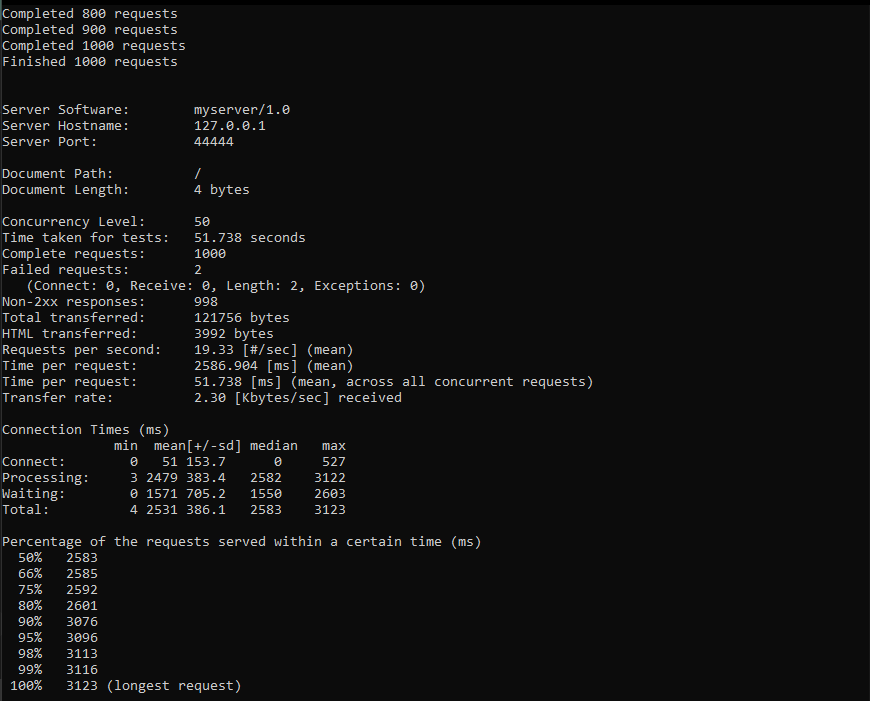 Completed 800 requests
Completed 900 requests
Completed 1000 requests
Finished 1000 requests
Server Software:        myserver/1.0
Server Hostname:        127.0.0.1
Server Port:            44444
Document Path:          /
Document Length:        4 bytes
Concurrency Level:      50
Time taken for tests:   51.738 seconds
Complete requests:      1000
Failed requests:        2
   (Connect: 0, Receive: 0, Length: 2, Exceptions: 0)
Non-2xx responses:      998
Total transferred:      121756 bytes
HTML transferred:       3992 bytes
Requests per second:    19.33 [#/sec] (mean)
Time per request:       2586.904 [ms] (mean)
Time per request:       51.738 [ms] (mean, across all concurrent requests)
Transfer rate:          2.30 [Kbytes/sec] received
Connection Times (ms)
              min  mean[+/-sd] median   max
Connect:        0   51 153.7      0     527
Processing:     3 2479 383.4   2582    3122
Waiting:        0 1571 705.2   1550    2603
Total:          4 2531 386.1   2583    3123
Percentage of the requests served within a certain time (ms)
  50%   2583
  66%   2585
  75%   2592
  80%   2601
  90%   3076
  95%   3096
  98%   3113
  99%   3116
 100%   3123 (longest request)